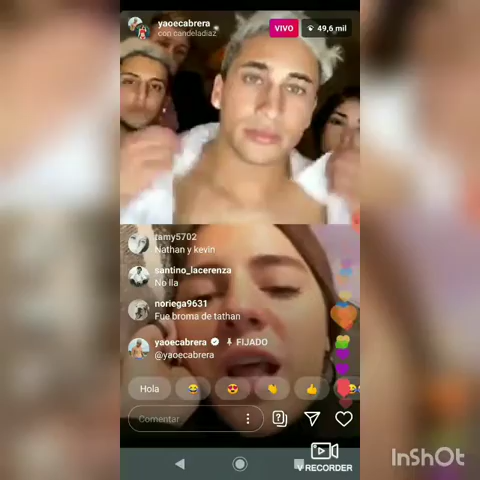 yaoecabrera
con candeladiaz
VIVO
49,6 mil
tamy5702
Nathan y kevin
santino_lacerenza
No lla
noriega9631
Fue broma de tathan
yaoecabrera FIJADO
@yaoecabrera
Hola
Comentar
V RECORDER
InShOt